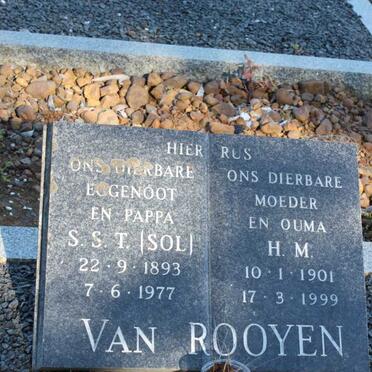 HIER RUS
ONS DIERBARE
EGGENOOT
EN PAPPA
S. S. T. (SOL)
22 - 9 - 1893
7 - 6 - 1977
ONS DIERBARE
MOEDER
EN OUMA
H. M.
10 - 1 - 1901
17 - 3 - 1999
VAN ROOYEN